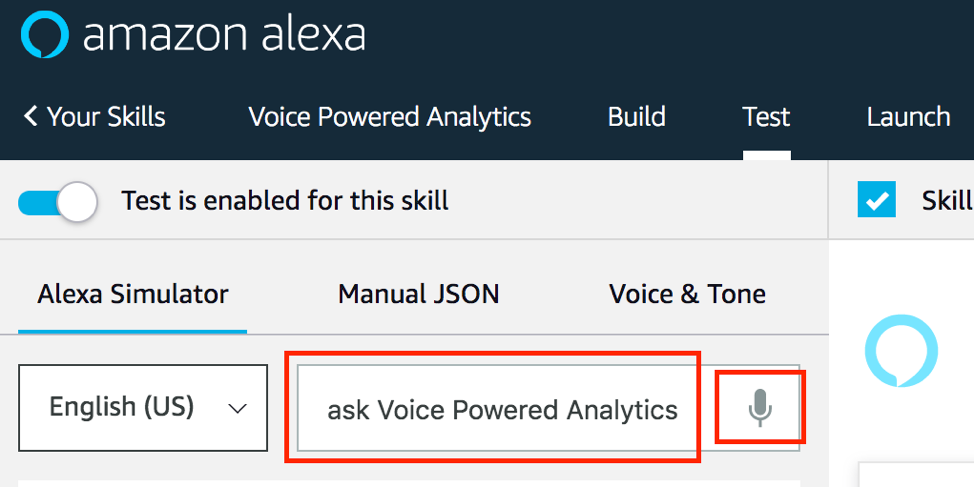 amazon alexa
Your Skills Voice Powered Analytics Build Test Launch
Test is enabled for this skill Skill
Alexa Simulator Manual JSON Voice & Tone
English (US) ask Voice Powered Analytics